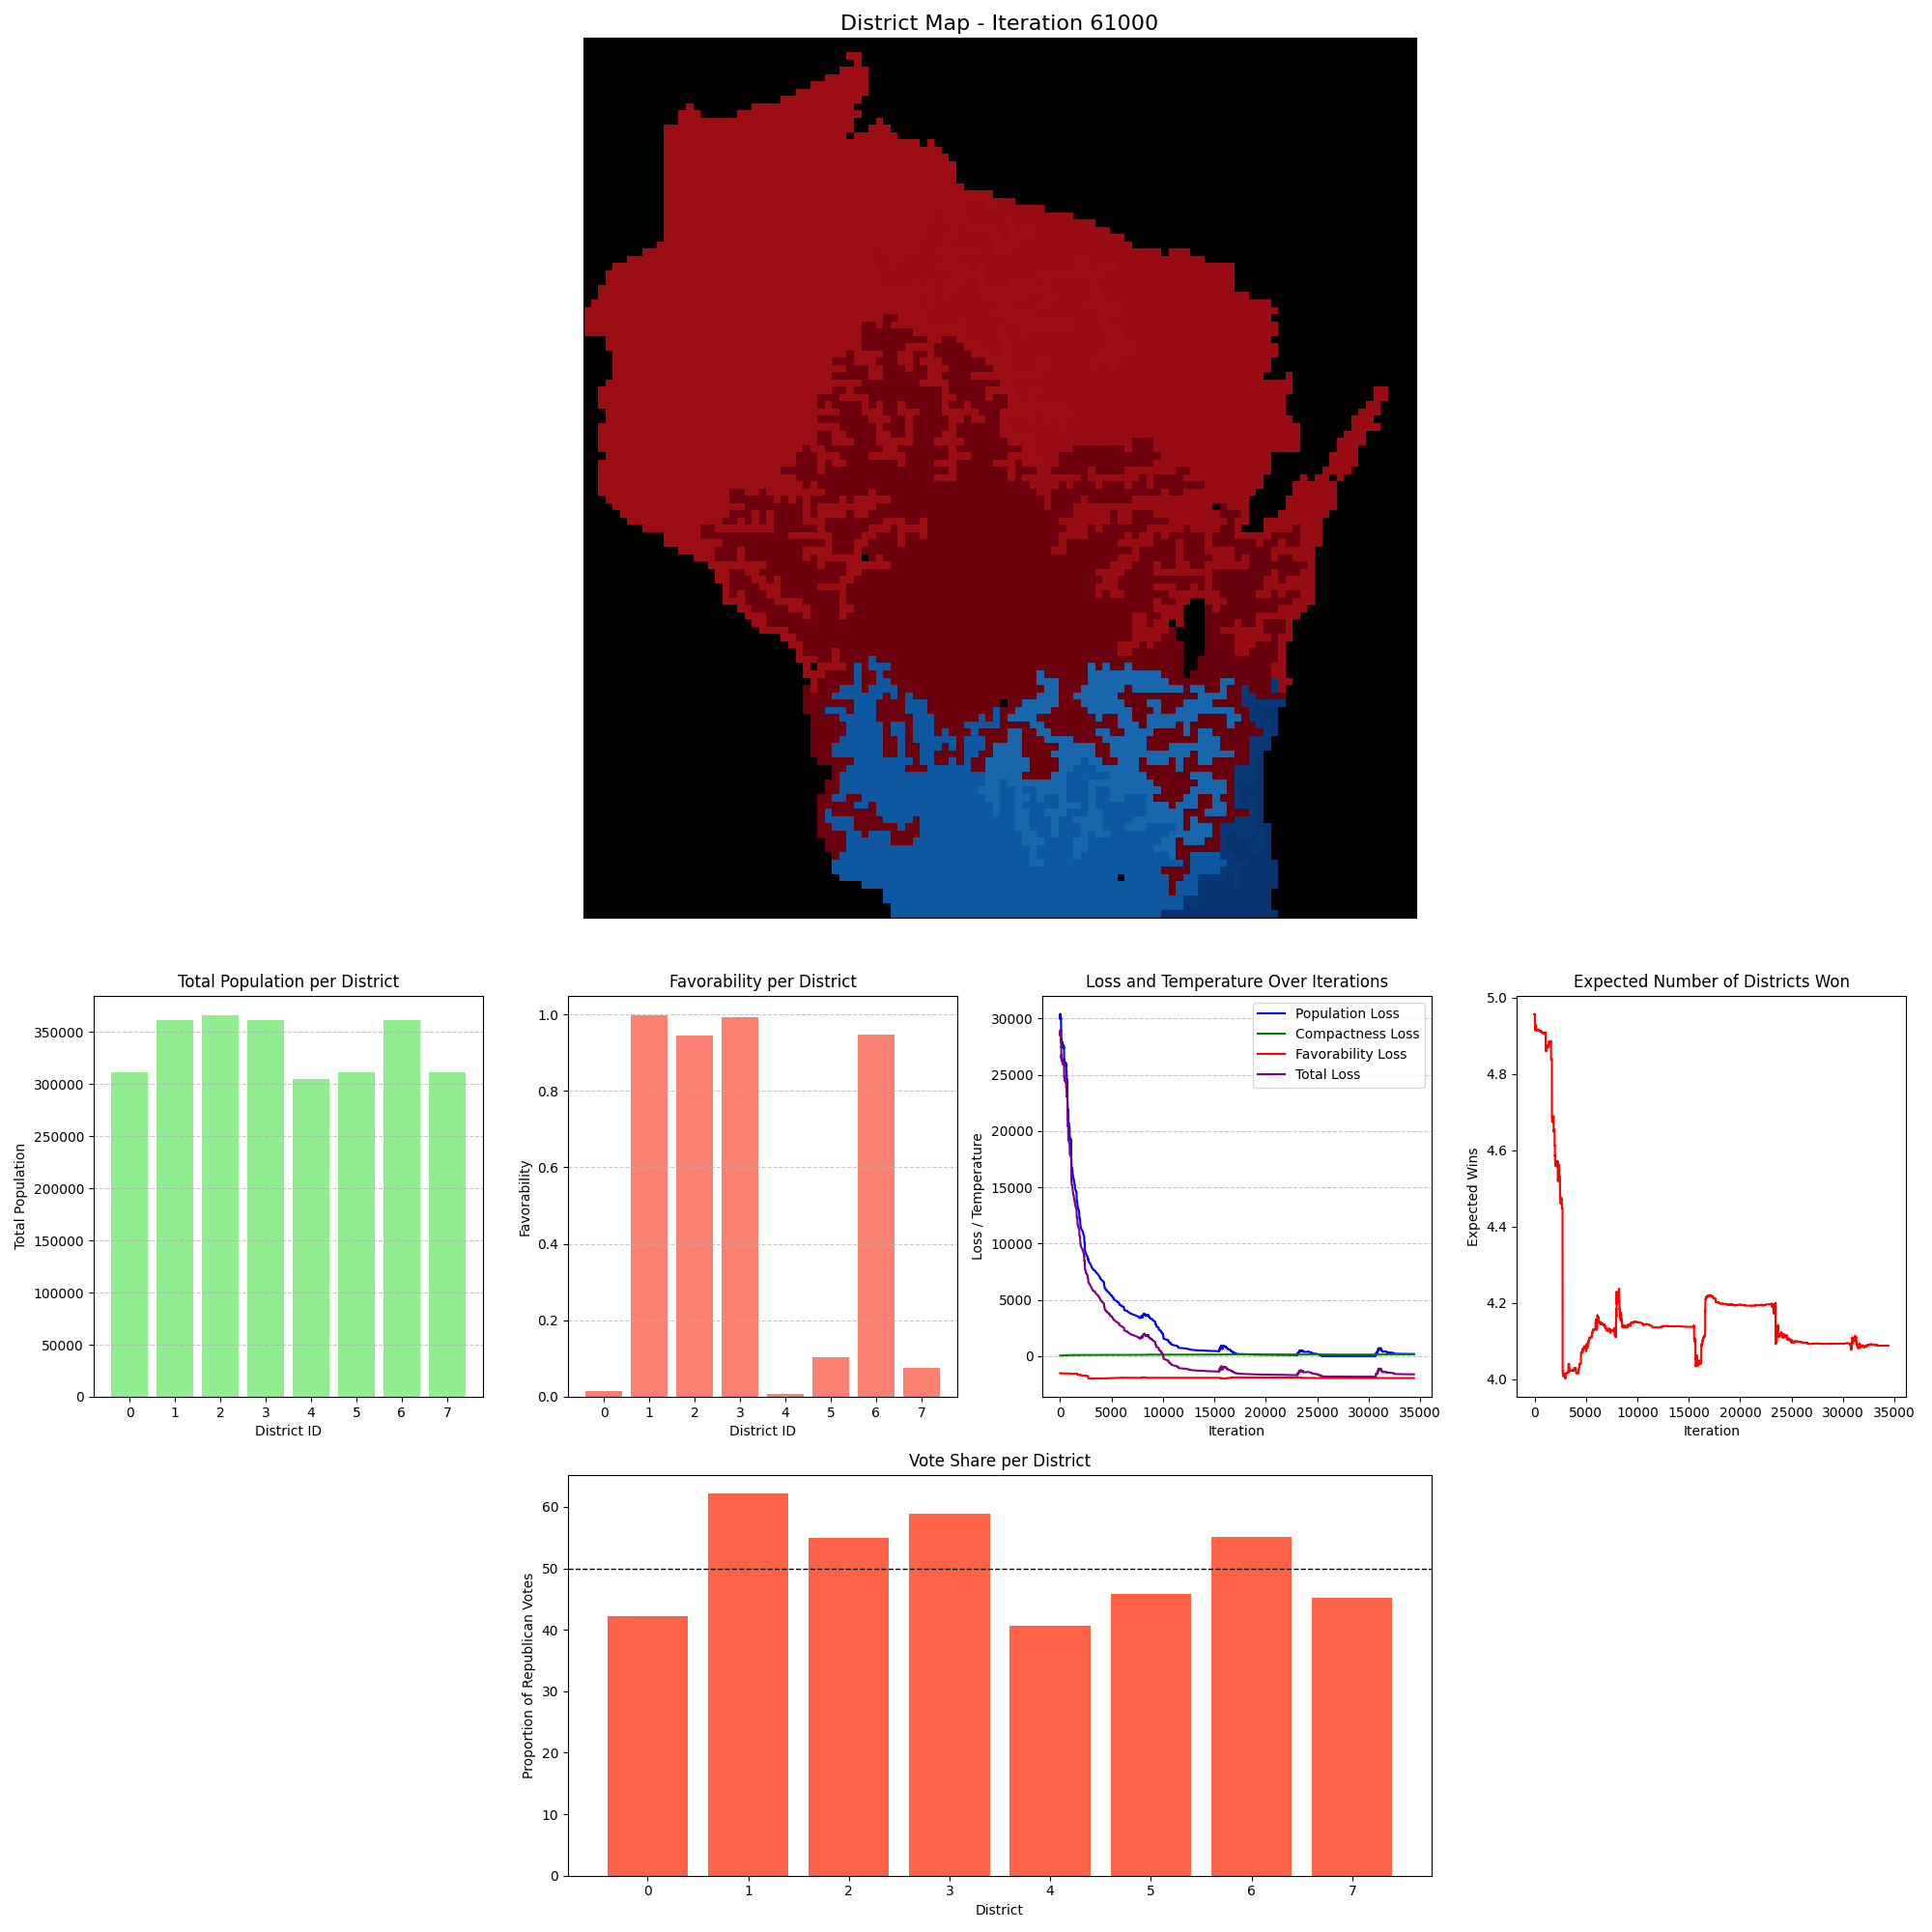 District Map - Iteration 61000
Total Population per District
Total Population
350000
300000
250000
200000
150000
100000
50000
0
0 1 2 3 4 5 6 7
District ID
Favorability per District
Favorability
1.0
0.8
0.6
0.4
0.2
0.0
0 1 2 3 4 5 6 7
District ID
Loss and Temperature Over Iterations
Loss / Temperature
30000
25000
20000
15000
10000
5000
0
Population Loss
Compactness Loss
Favorability Loss
Total Loss
0 5000 10000 15000 20000 25000 30000 35000
Iteration
Expected Number of Districts Won
Expected Wins
5.0
4.8
4.6
4.4
4.2
4.0
0 5000 10000 15000 20000 25000 30000 35000
Iteration
Vote Share per District
Proportion of Republican Votes
60
50
40
30
20
10
0
0 1 2 3 4 5 6 7
District